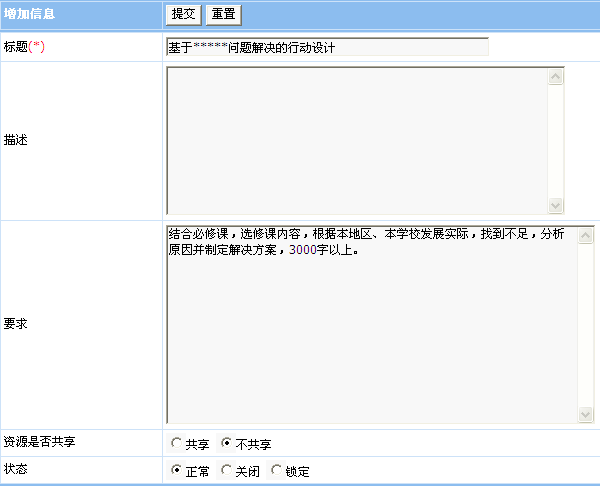 增加信息 提交 重置
标题(*) 基于*****问题解决的行动设计
描述
要求
结合必修课，选修课内容，根据本地区、本学校发展实际，找到不足，分析
原因并制定解决方案，3000字以上。
资源是否共享 共享 不共享
状态 正常 关闭 锁定